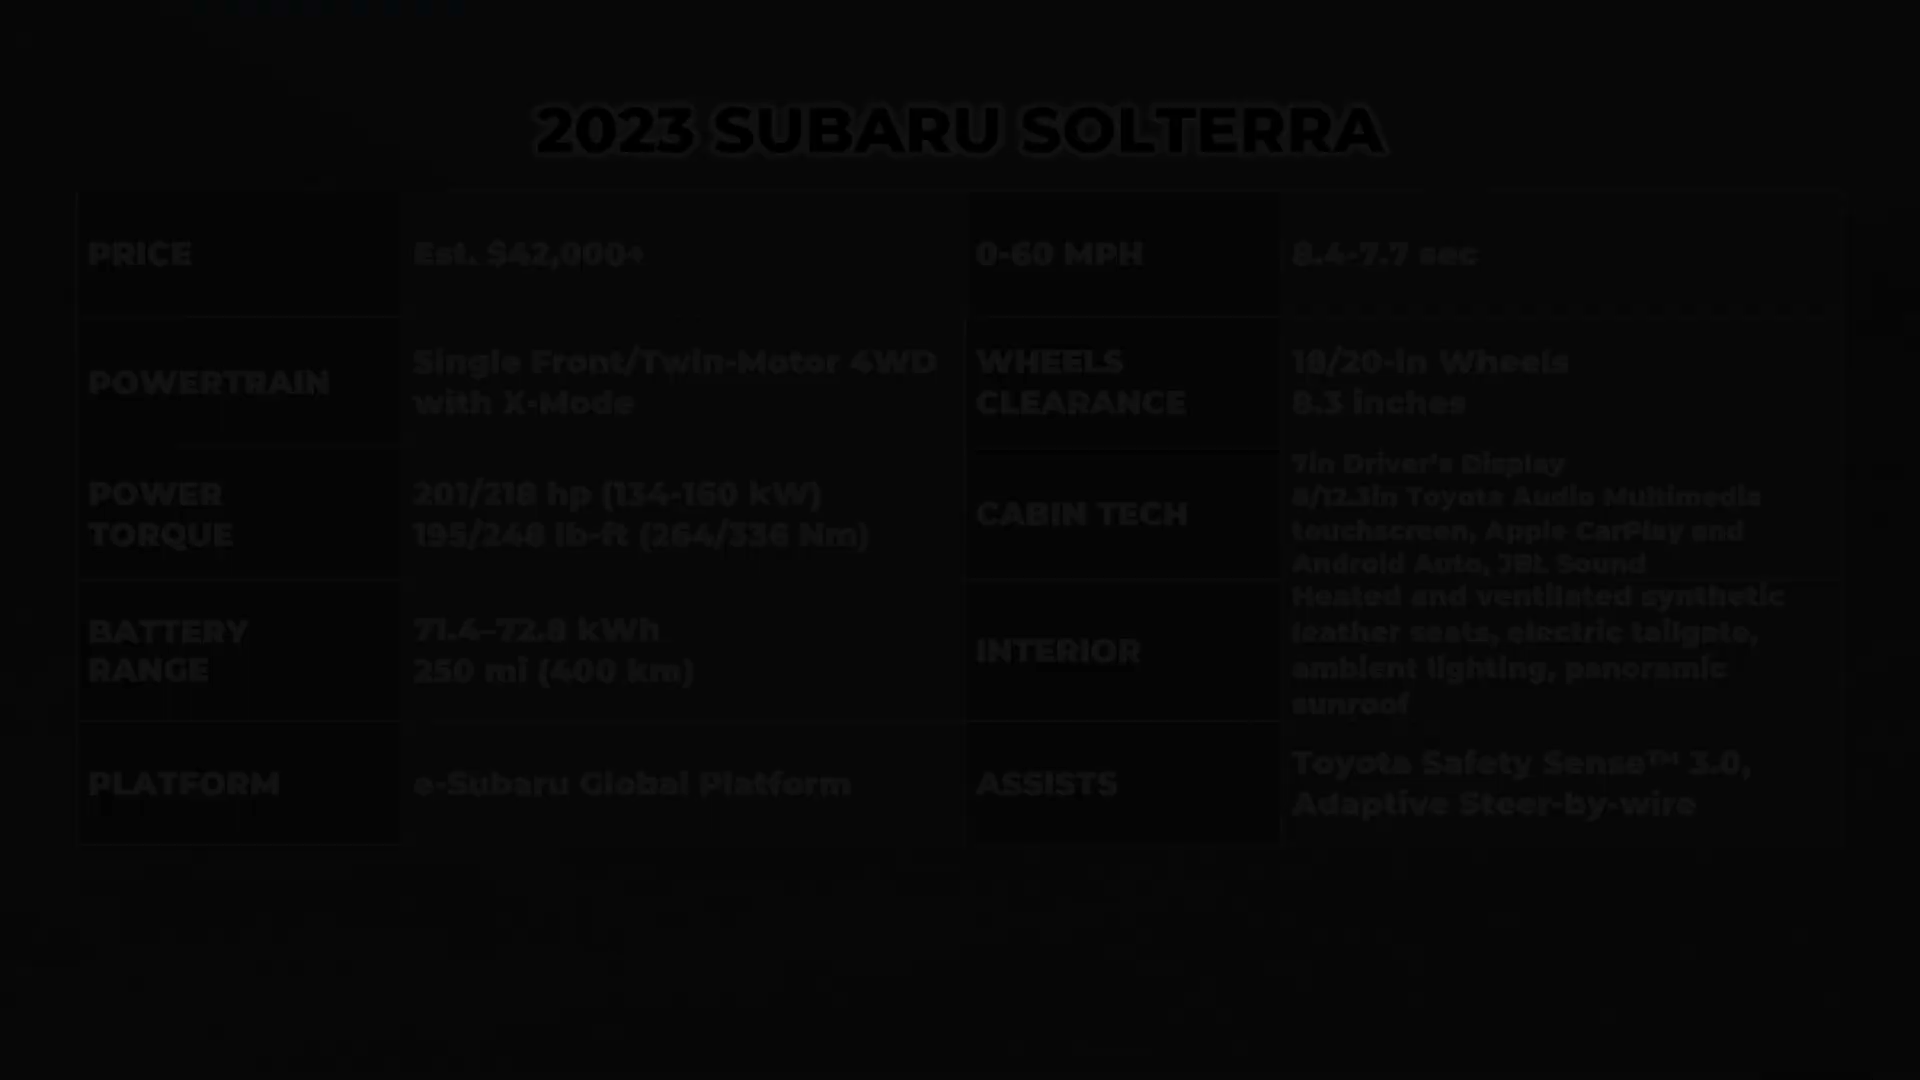 2023 SUBARU SOLTERRA
PRICE
Est. $42,000+
0-60 MPH
8.4-7.7 sec
POWERTRAIN
Single Front/Twin-Motor 4WD
with X-Mode
WHEELS
CLEARANCE
18/20-in Wheels
8.3 inches
POWER
TORQUE
201/218 hp (134-160 kW)
195/248 lb-ft (264/336 Nm)
CABIN TECH
7in Driver's Display
8/12.3in Toyota Audio Multimedia
touchscreen, Apple CarPlay and
Android Auto, JBL Sound
BATTERY
RANGE
71.4–72.8 kWh
250 mi (400 km)
INTERIOR
Heated and ventilated synthetic
leather seats, electric tailgate,
ambient lighting, panoramic
sunroof
PLATFORM
e-Subaru Global Platform
ASSISTS
Toyota Safety Sense™ 3.0,
Adaptive Steer-by-wire